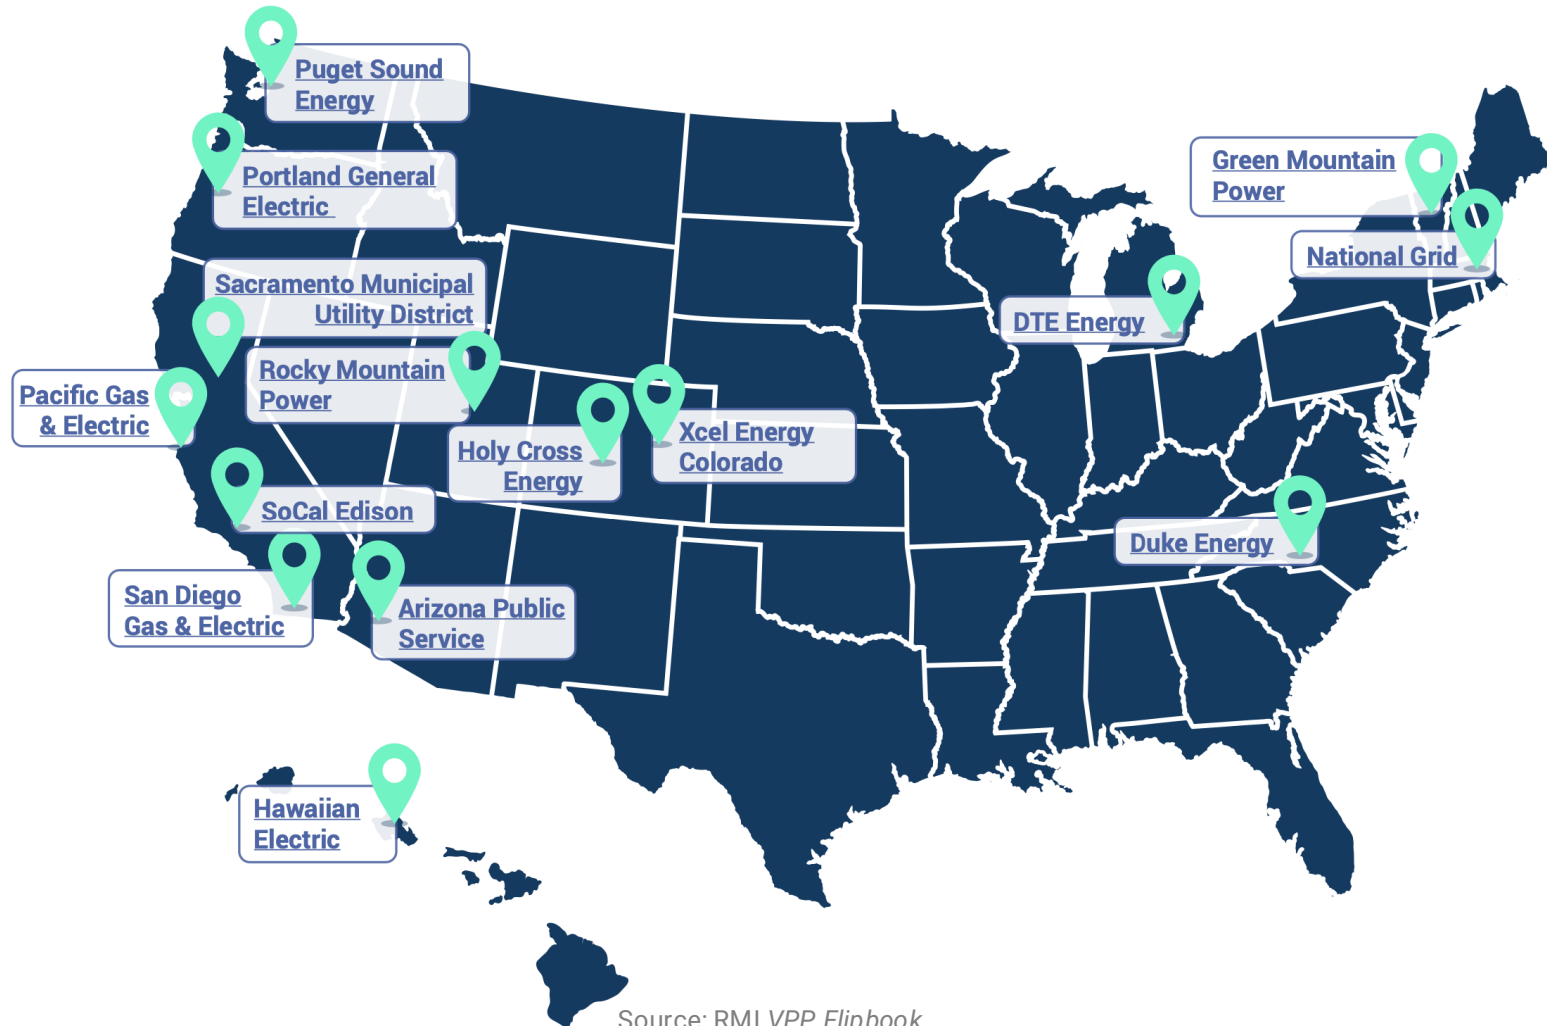 Puget Sound
Energy
Portland General
Electric
Green Mountain
Power
National Grid
Sacramento Municipal
Utility District
DTE Energy
Rocky Mountain
Power
Pacific Gas
& Electric
Holy Cross
Energy
Xcel Energy
Colorado
SoCal Edison
Duke Energy
San Diego
Gas & Electric
Arizona Public
Service
Hawaiian
Electric
Source: RMI VPP Flipbook